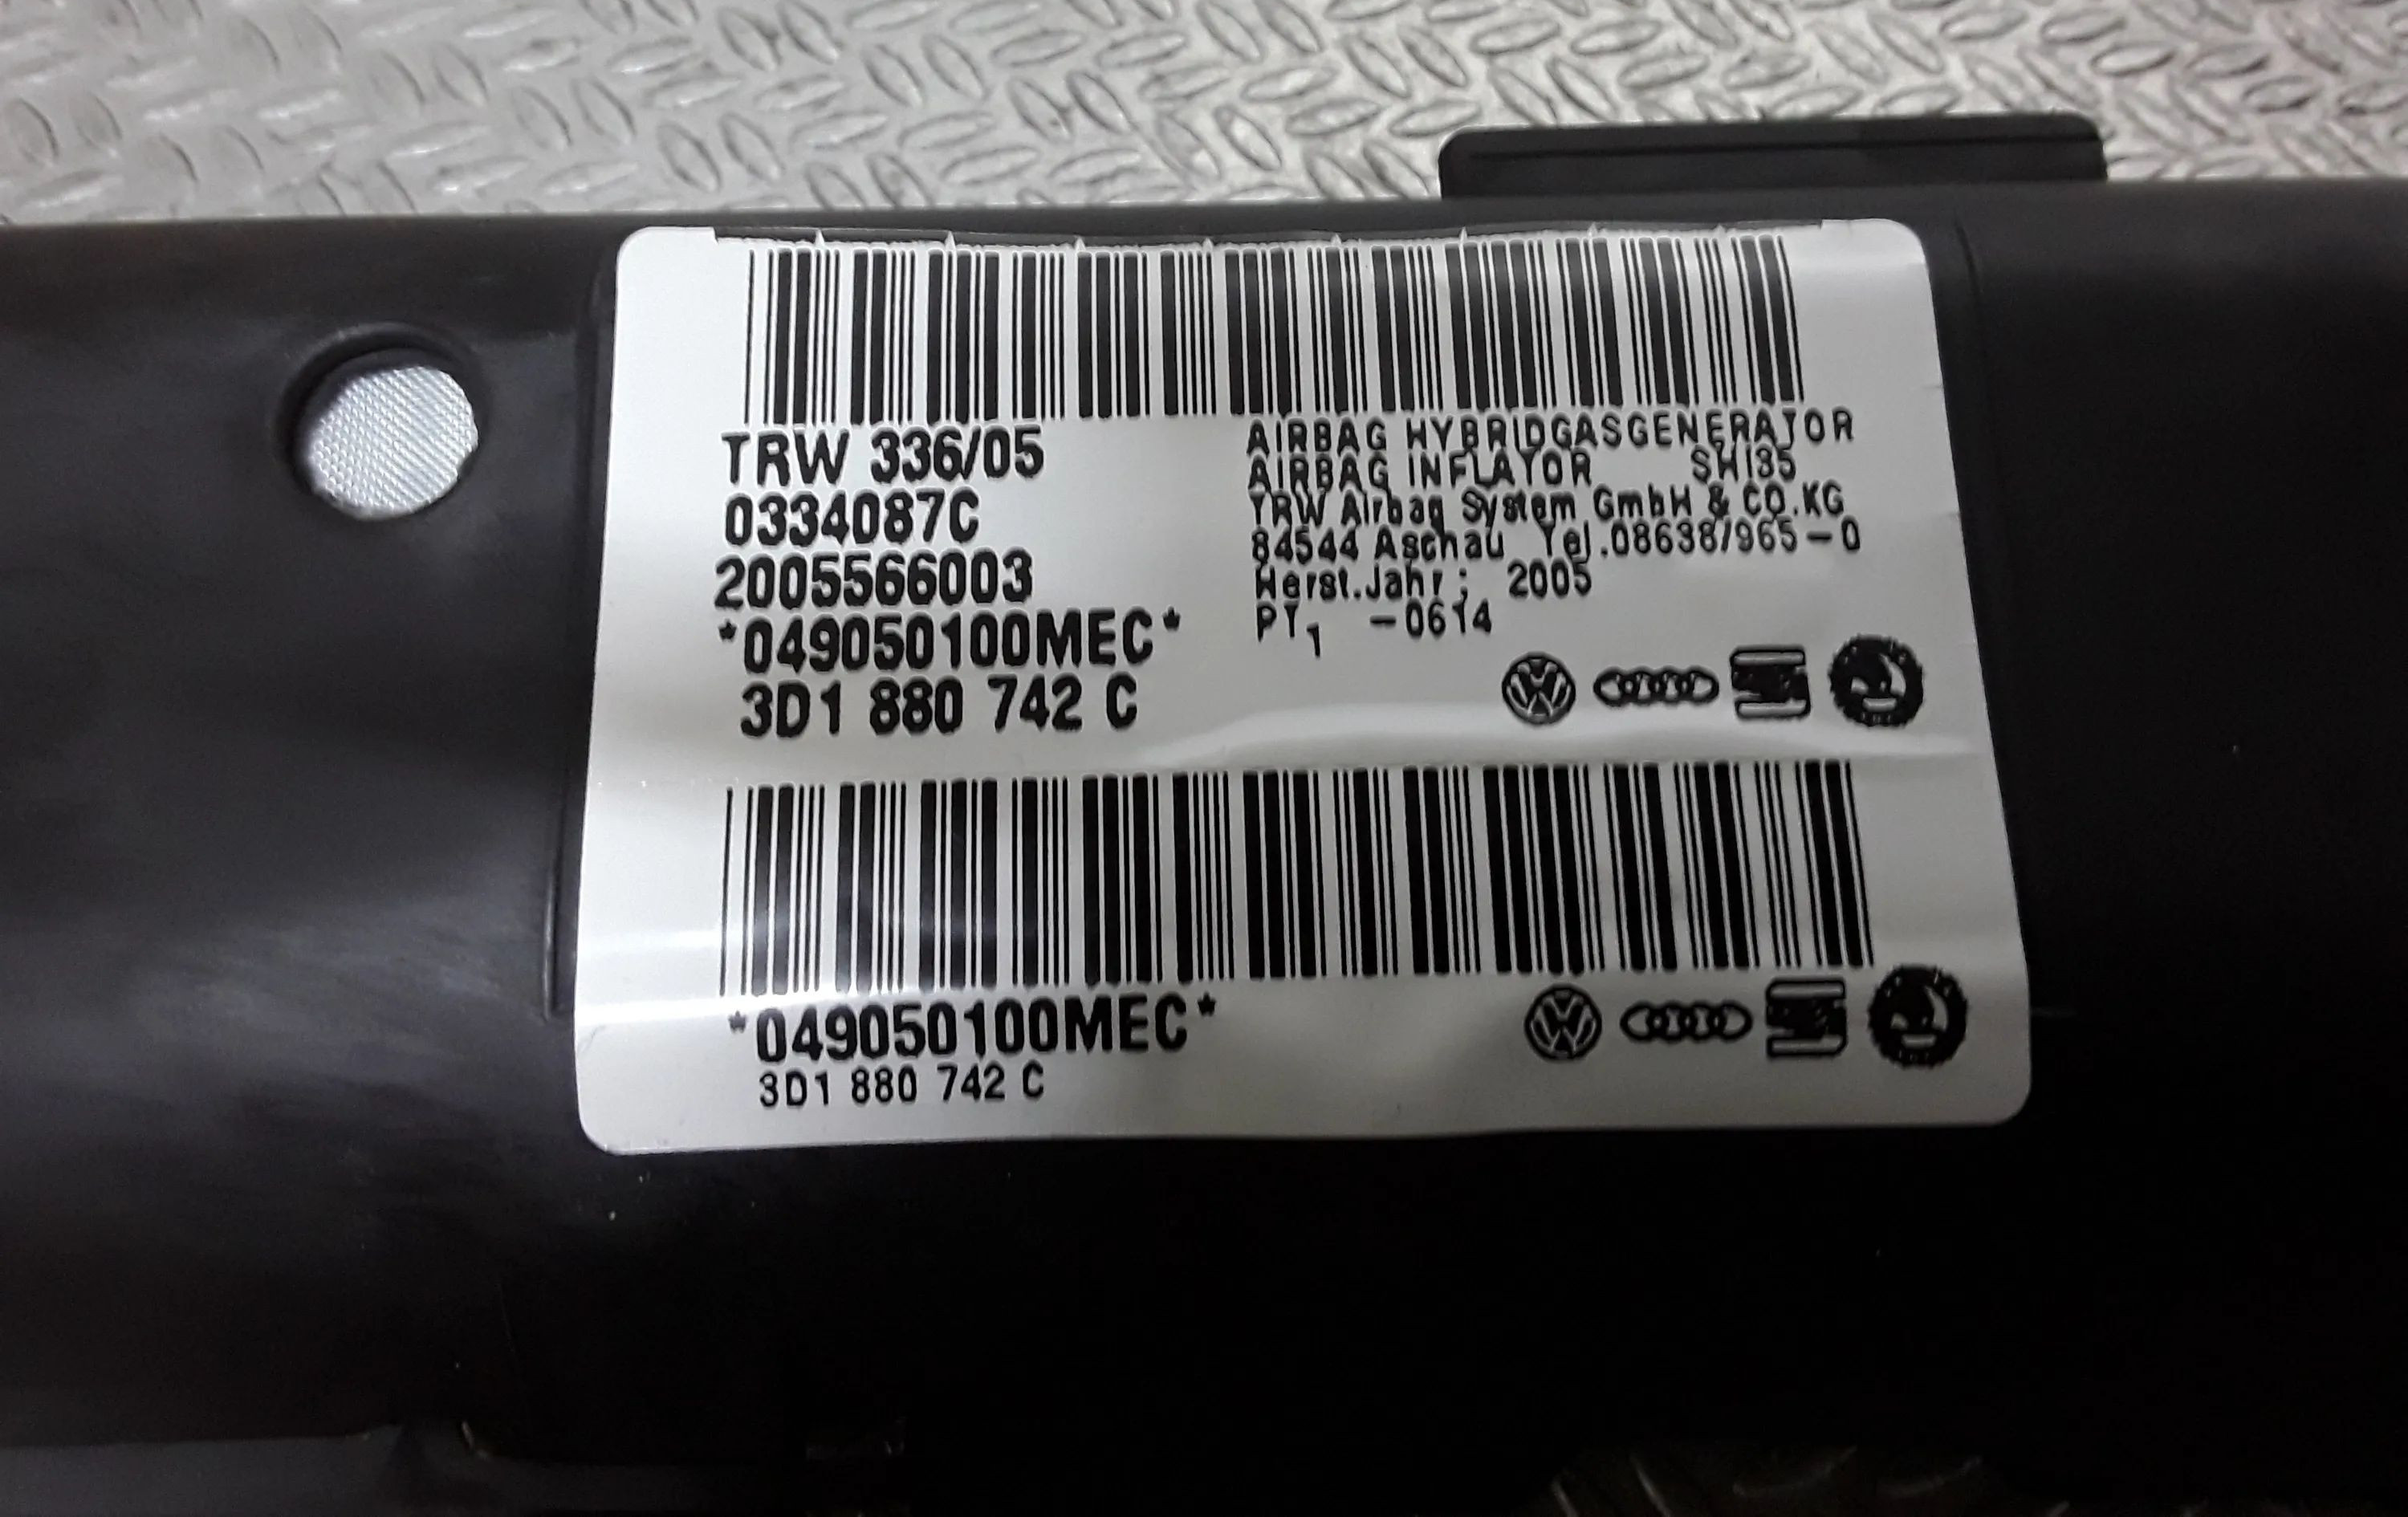 TRW 336/05
0334087C
2005566003
*049050100MEC*
3D1 880 742 C
AIRBAG HYBRIDGASGENERATOR
AIRBAG INFLATOR SHI35
TRW Airbag System GmbH & CO.KG
84544 Aschau Tel.08638/965-0
Herst.Jahr: 2005
PT₁ -0614
*049050100MEC*
3D1 880 742 C